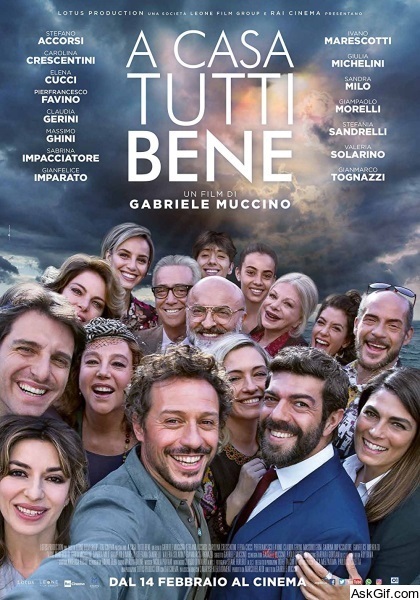 LOTUS PRODUCTION UNA SOCIETÀ LEONE FILM GROUP E RAI CINEMA PRESENTANO
STEFANO
ACCORSI
CAROLINA
CRESCENTINI
ELENA
CUCCI
PIERFRANCESCO
FAVINO
CLAUDIA
GERINI
MASSIMO
GHINI
SABRINA
IMPACCIATORE
GIANFELICE
IMPARATO
A CASA
TUTTI
BENE
UN FILM DI
GABRIELE MUCCINO
IVANO
MARESCOTTI
GIULIA
MICHELINI
SANDRA
MILO
GIAMPAOLO
MORELLI
STEFANIA
SANDRELLI
VALERIA
SOLARINO
GIANMARCO
TOGNAZZI
DAL 14 FEBBRAIO AL CINEMA
AskGif.com